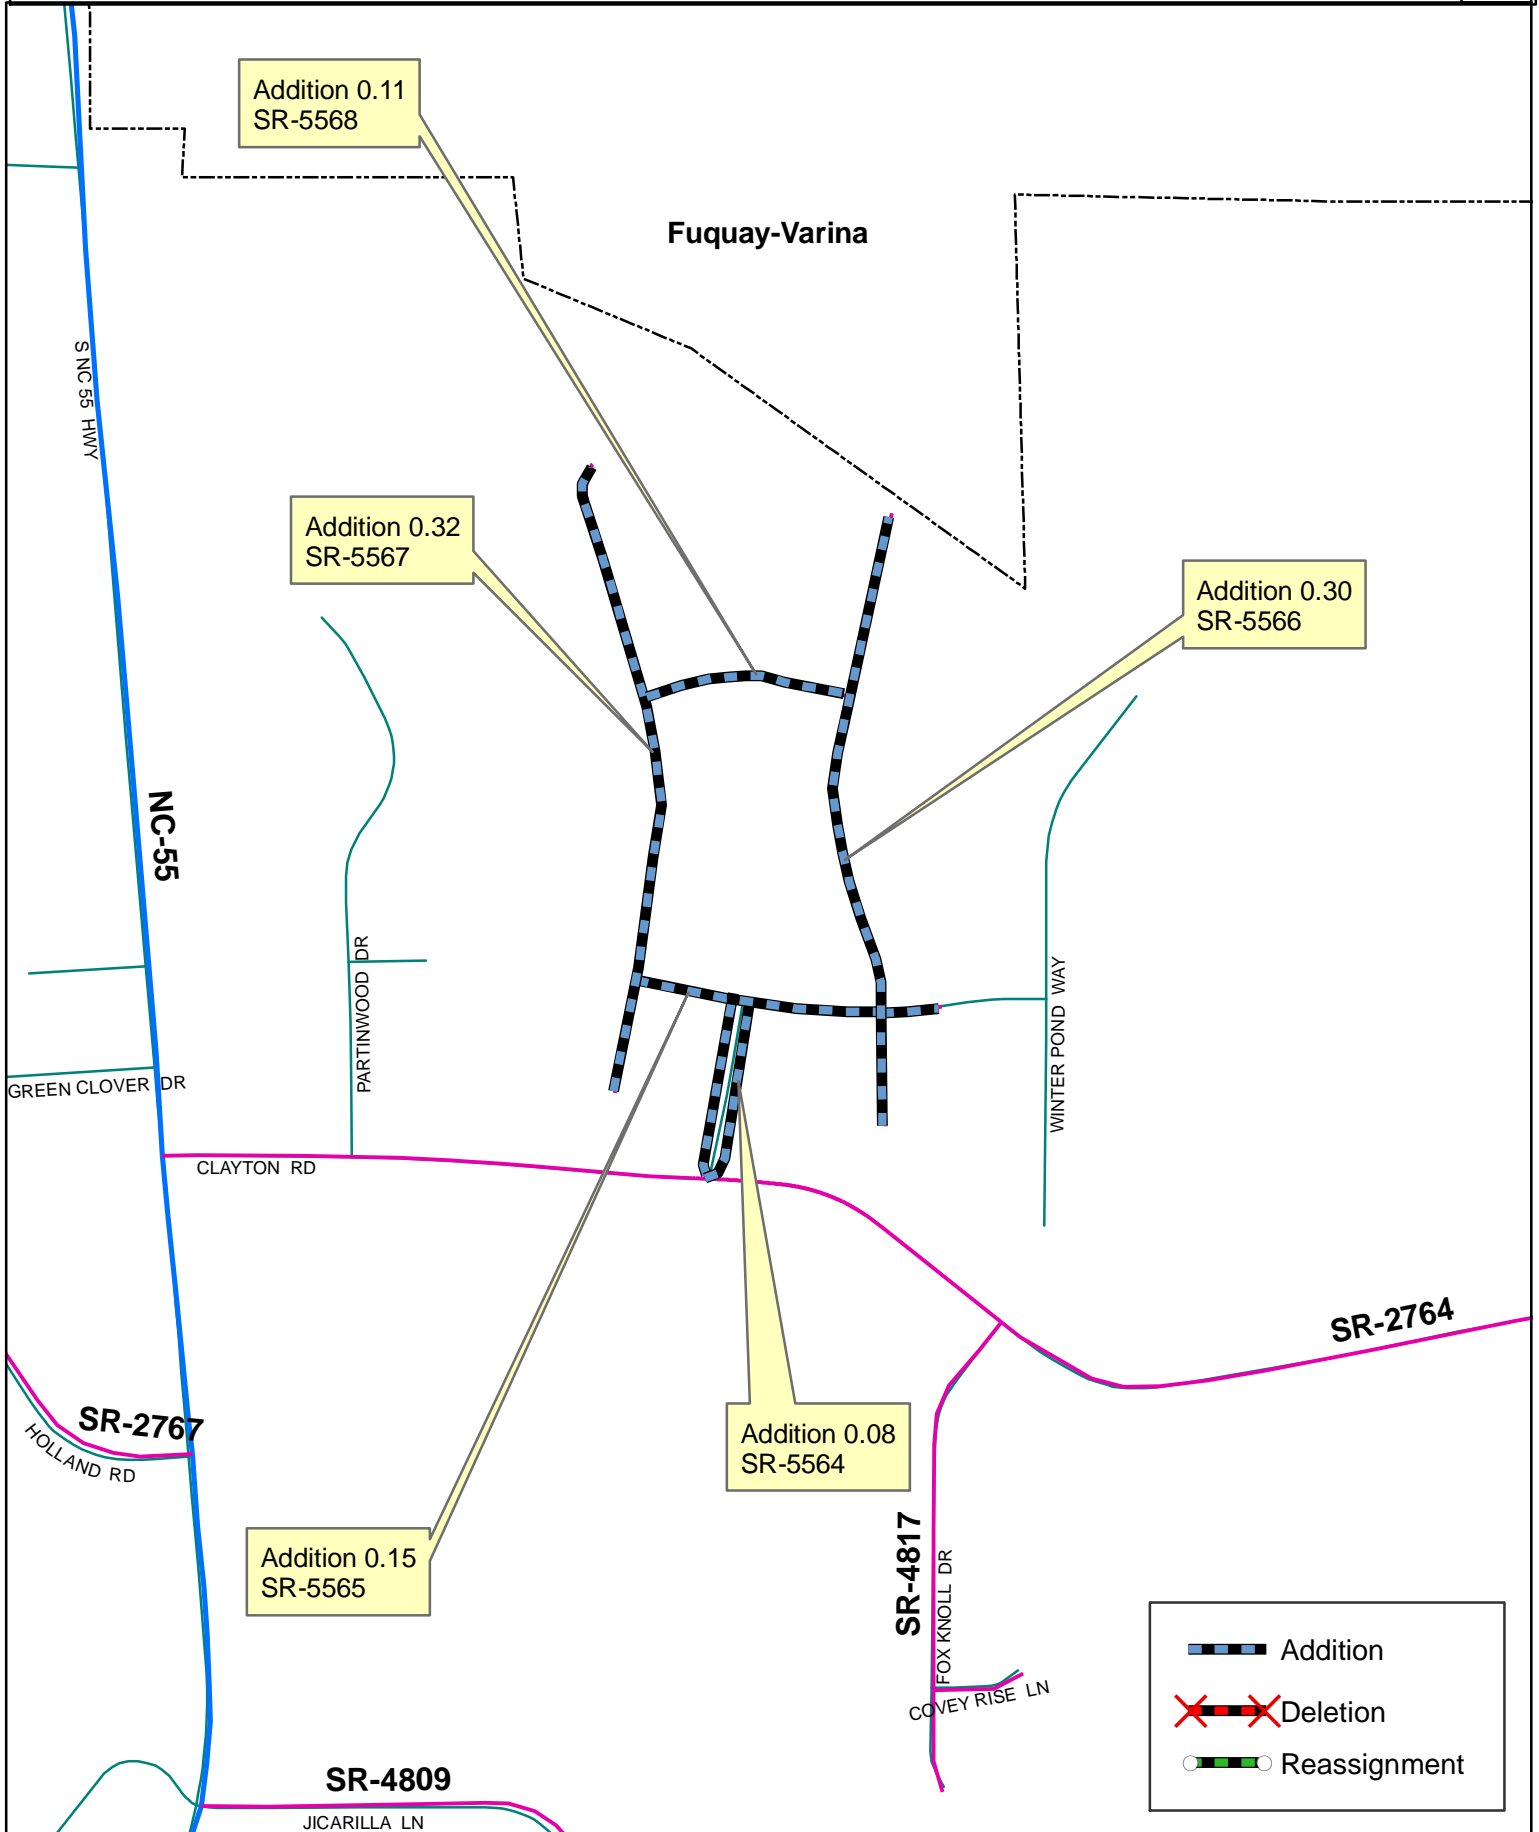 Addition 0.11
SR-5568
Fuquay-Varina
S NC 55 HWY
Addition 0.32
SR-5567
Addition 0.30
SR-5566
NC-55
PARTINWOOD DR
WINTER POND WAY
GREEN CLOVER DR
CLAYTON RD
SR-2764
SR-2767
HOLLAND RD
Addition 0.08
SR-5564
Addition 0.15
SR-5565
SR-4817
FOX KNOLL DR
COVEY RISE LN
Addition
Deletion
Reassignment
SR-4809
JICARILLA LN